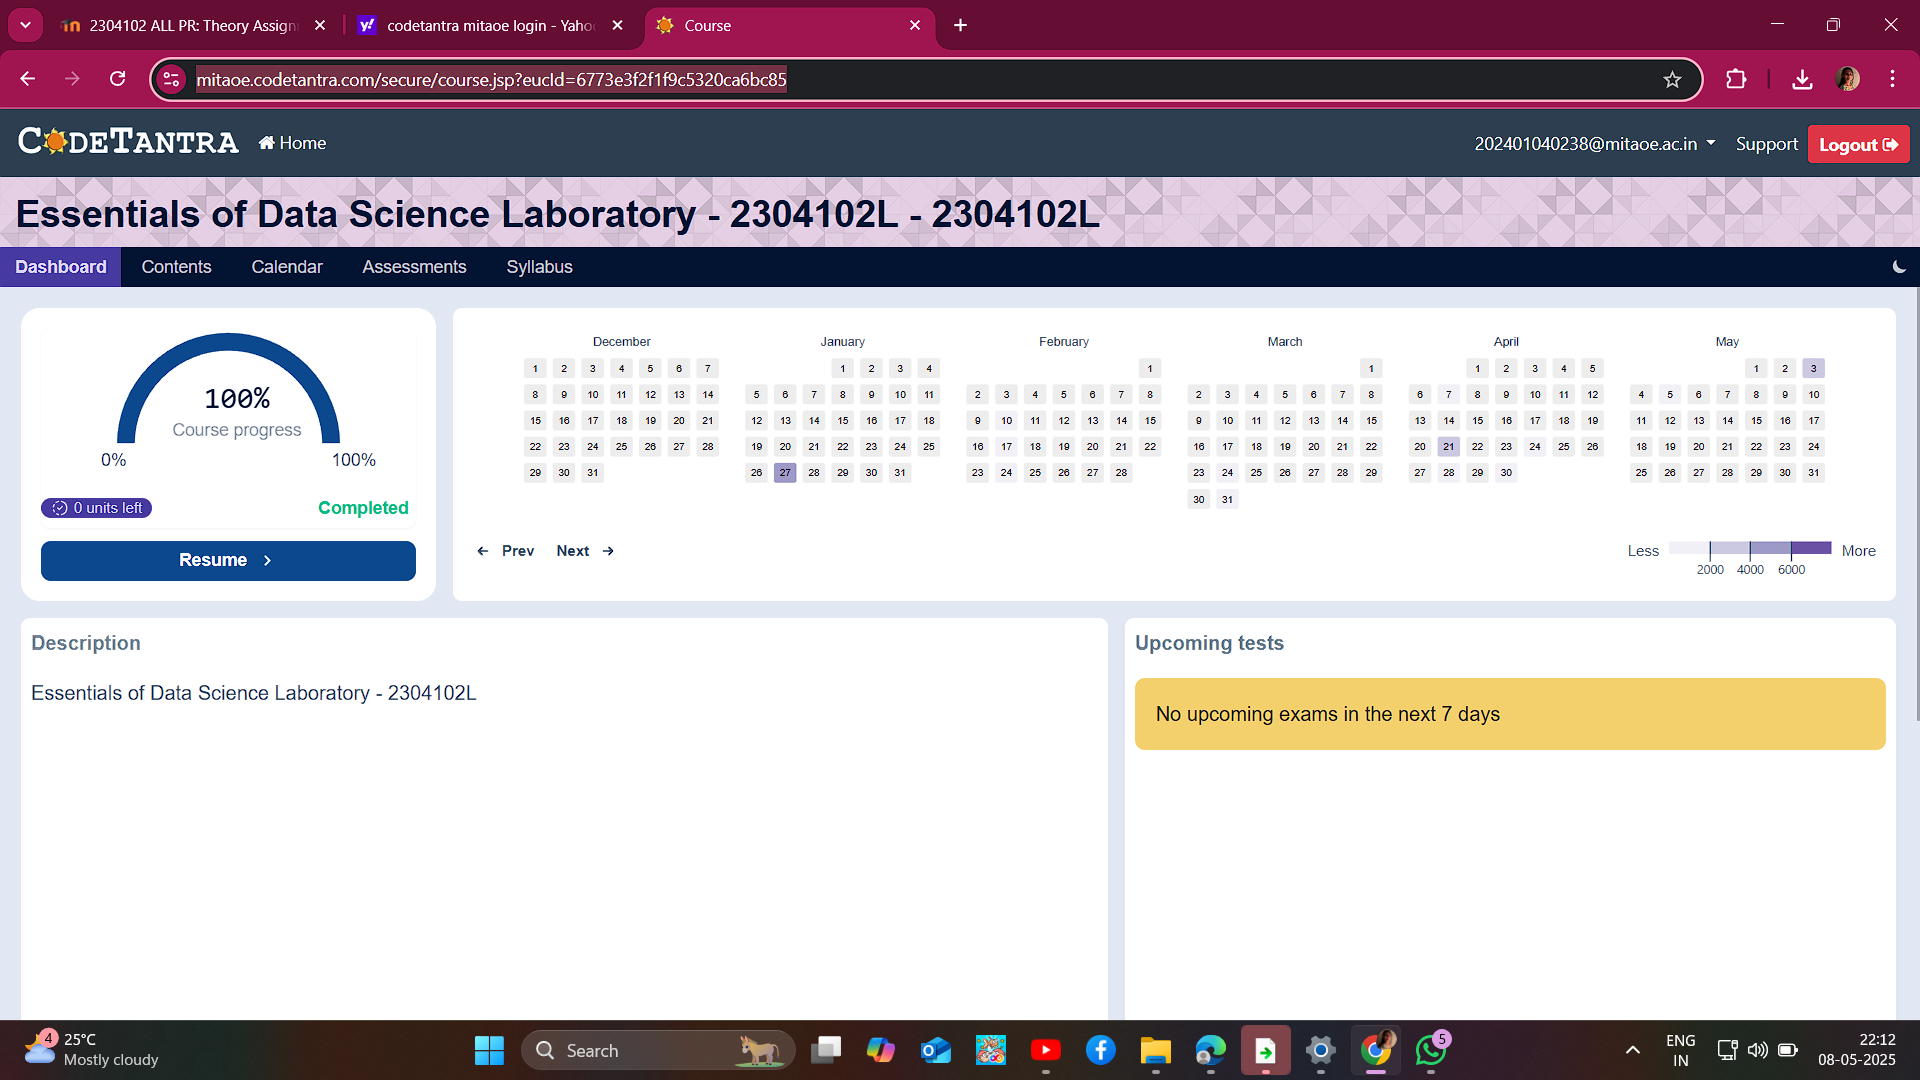 2304102 ALL PR: Theory Assign
codetantra mitaoe login - Yaho
Course
mitaoe.codetantra.com/secure/course.jsp?eucId=6773e3f2f1f9c5320ca6bc85
CODETANTRA
Home
202401040238@mitaoe.ac.in
Support
Logout
Essentials of Data Science Laboratory - 2304102L - 2304102L
Dashboard Contents Calendar Assessments Syllabus
100%
Course progress
0% 100%
0 units left
Completed
Resume
December
1 2 3 4 5 6 7
8 9 10 11 12 13 14
15 16 17 18 19 20 21
22 23 24 25 26 27 28
29 30 31
January
1 2 3 4
5 6 7 8 9 10 11
12 13 14 15 16 17 18
19 20 21 22 23 24 25
26 27 28 29 30 31
February
1
2 3 4 5 6 7 8
9 10 11 12 13 14 15
16 17 18 19 20 21 22
23 24 25 26 27 28
March
1
2 3 4 5 6 7 8
9 10 11 12 13 14 15
16 17 18 19 20 21 22
23 24 25 26 27 28 29
30 31
April
1 2 3 4 5
6 7 8 9 10 11 12
13 14 15 16 17 18 19
20 21 22 23 24 25 26
27 28 29 30
May
1 2 3
4 5 6 7 8 9 10
11 12 13 14 15 16 17
18 19 20 21 22 23 24
25 26 27 28 29 30 31
Prev Next
Less More
2000 4000 6000
Description
Essentials of Data Science Laboratory - 2304102L
Upcoming tests
No upcoming exams in the next 7 days
4
25°C
Mostly cloudy
Search
5
ENG
IN
22:12
08-05-2025